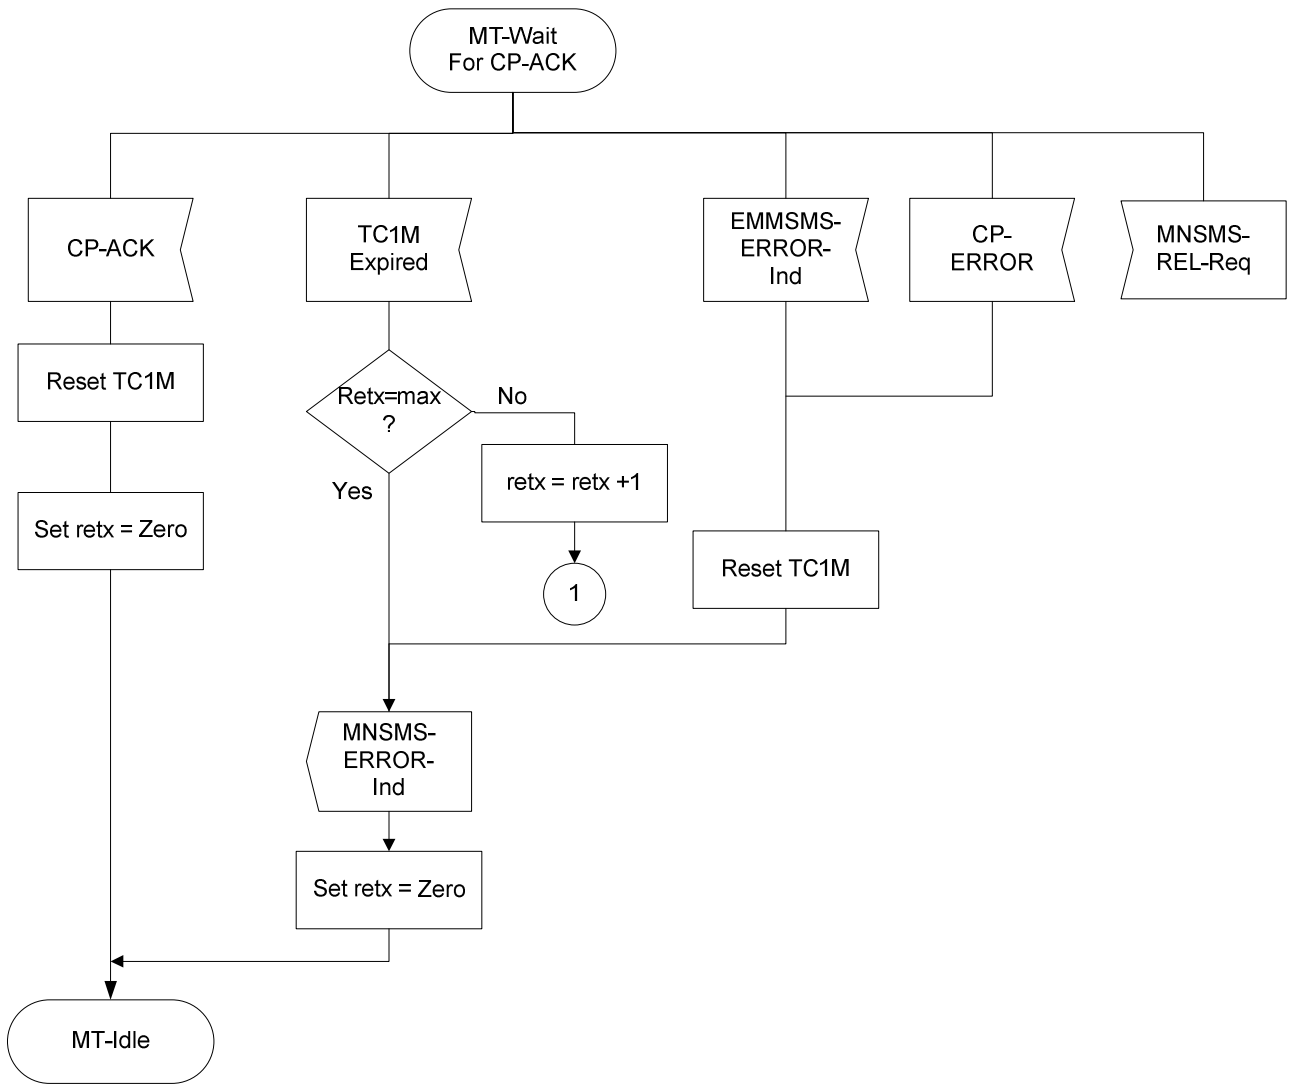 MT-Wait
For CP-ACK
CP-ACK
TC1M
Expired
EMMSMS-
ERROR-
Ind
CP-
ERROR
MNSMS-
REL-Req
Reset TC1M
Retx=max
?
No
Yes
retx = retx +1
Set retx = Zero
Reset TC1M
1
MNSMS-
ERROR-
Ind
Set retx = Zero
MT-Idle